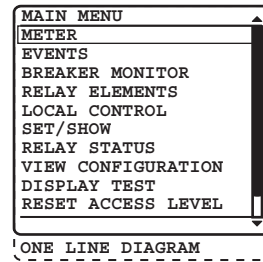 MAIN MENU
METER
EVENTS
BREAKER MONITOR
RELAY ELEMENTS
LOCAL CONTROL
SET/SHOW
RELAY STATUS
VIEW CONFIGURATION
DISPLAY TEST
RESET ACCESS LEVEL
ONE LINE DIAGRAM